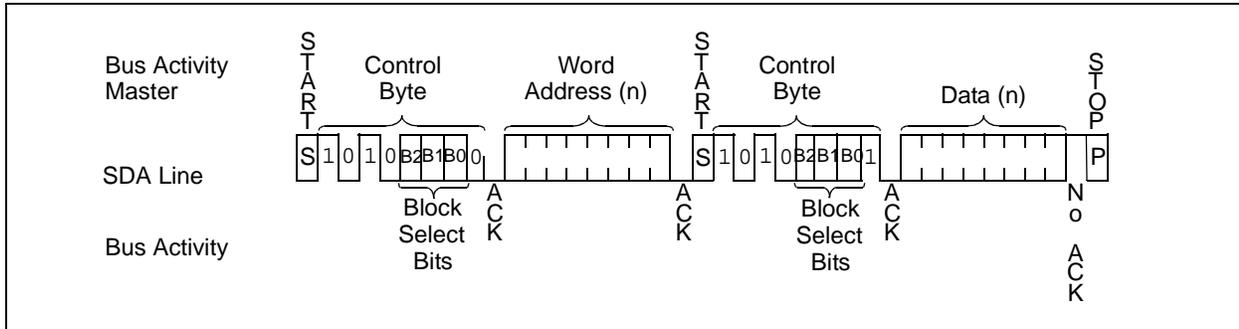 Bus Activity
Master
START
Control
Byte
Word
Address (n)
START
Control
Byte
Data (n)
STOP
SDA Line
S 1 0 1 0 B2 B1 B0 0
S 1 0 1 0 B2 B1 B0 1
P
Bus Activity
Block
Select
Bits
ACK
ACK
Block
Select
Bits
ACK
No ACK